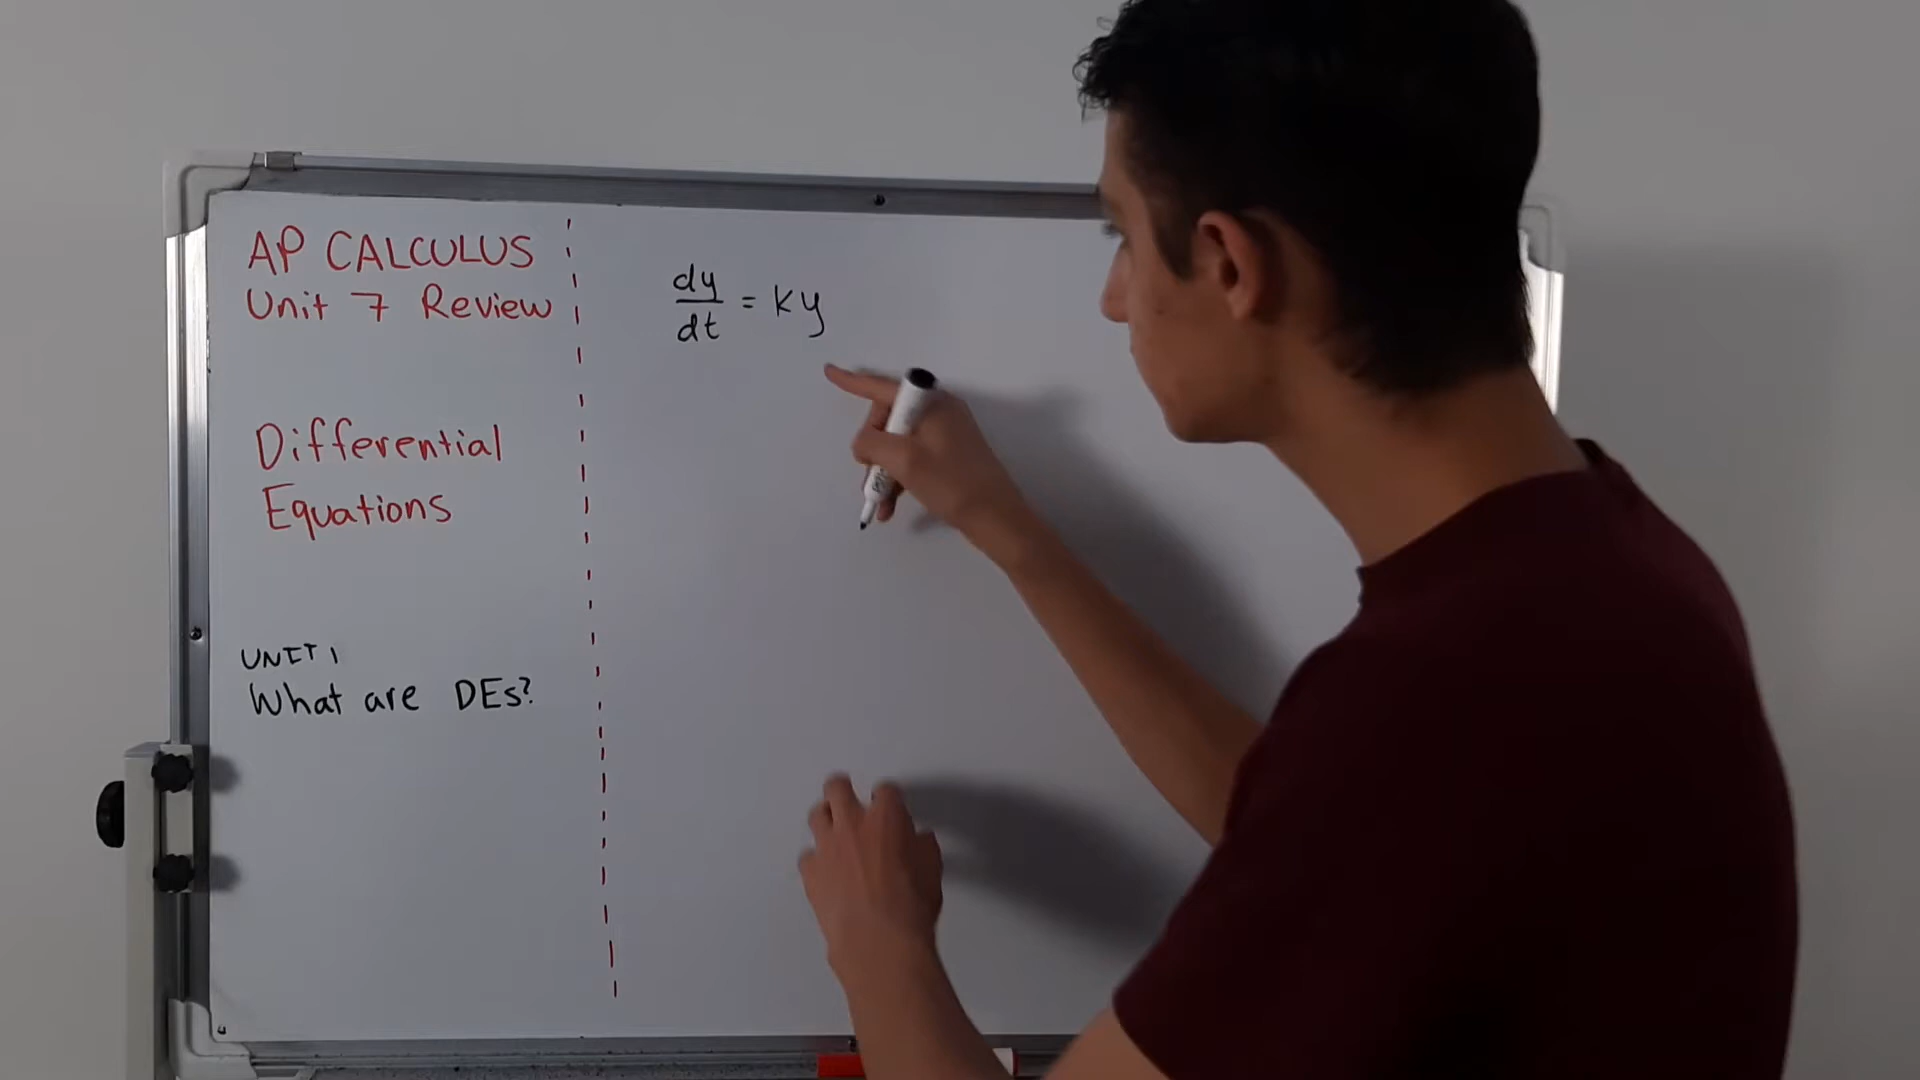 AP CALCULUS
Unit 7 Review
Differential
Equations
UNIT 1
What are DEs?
dy/dt = ky